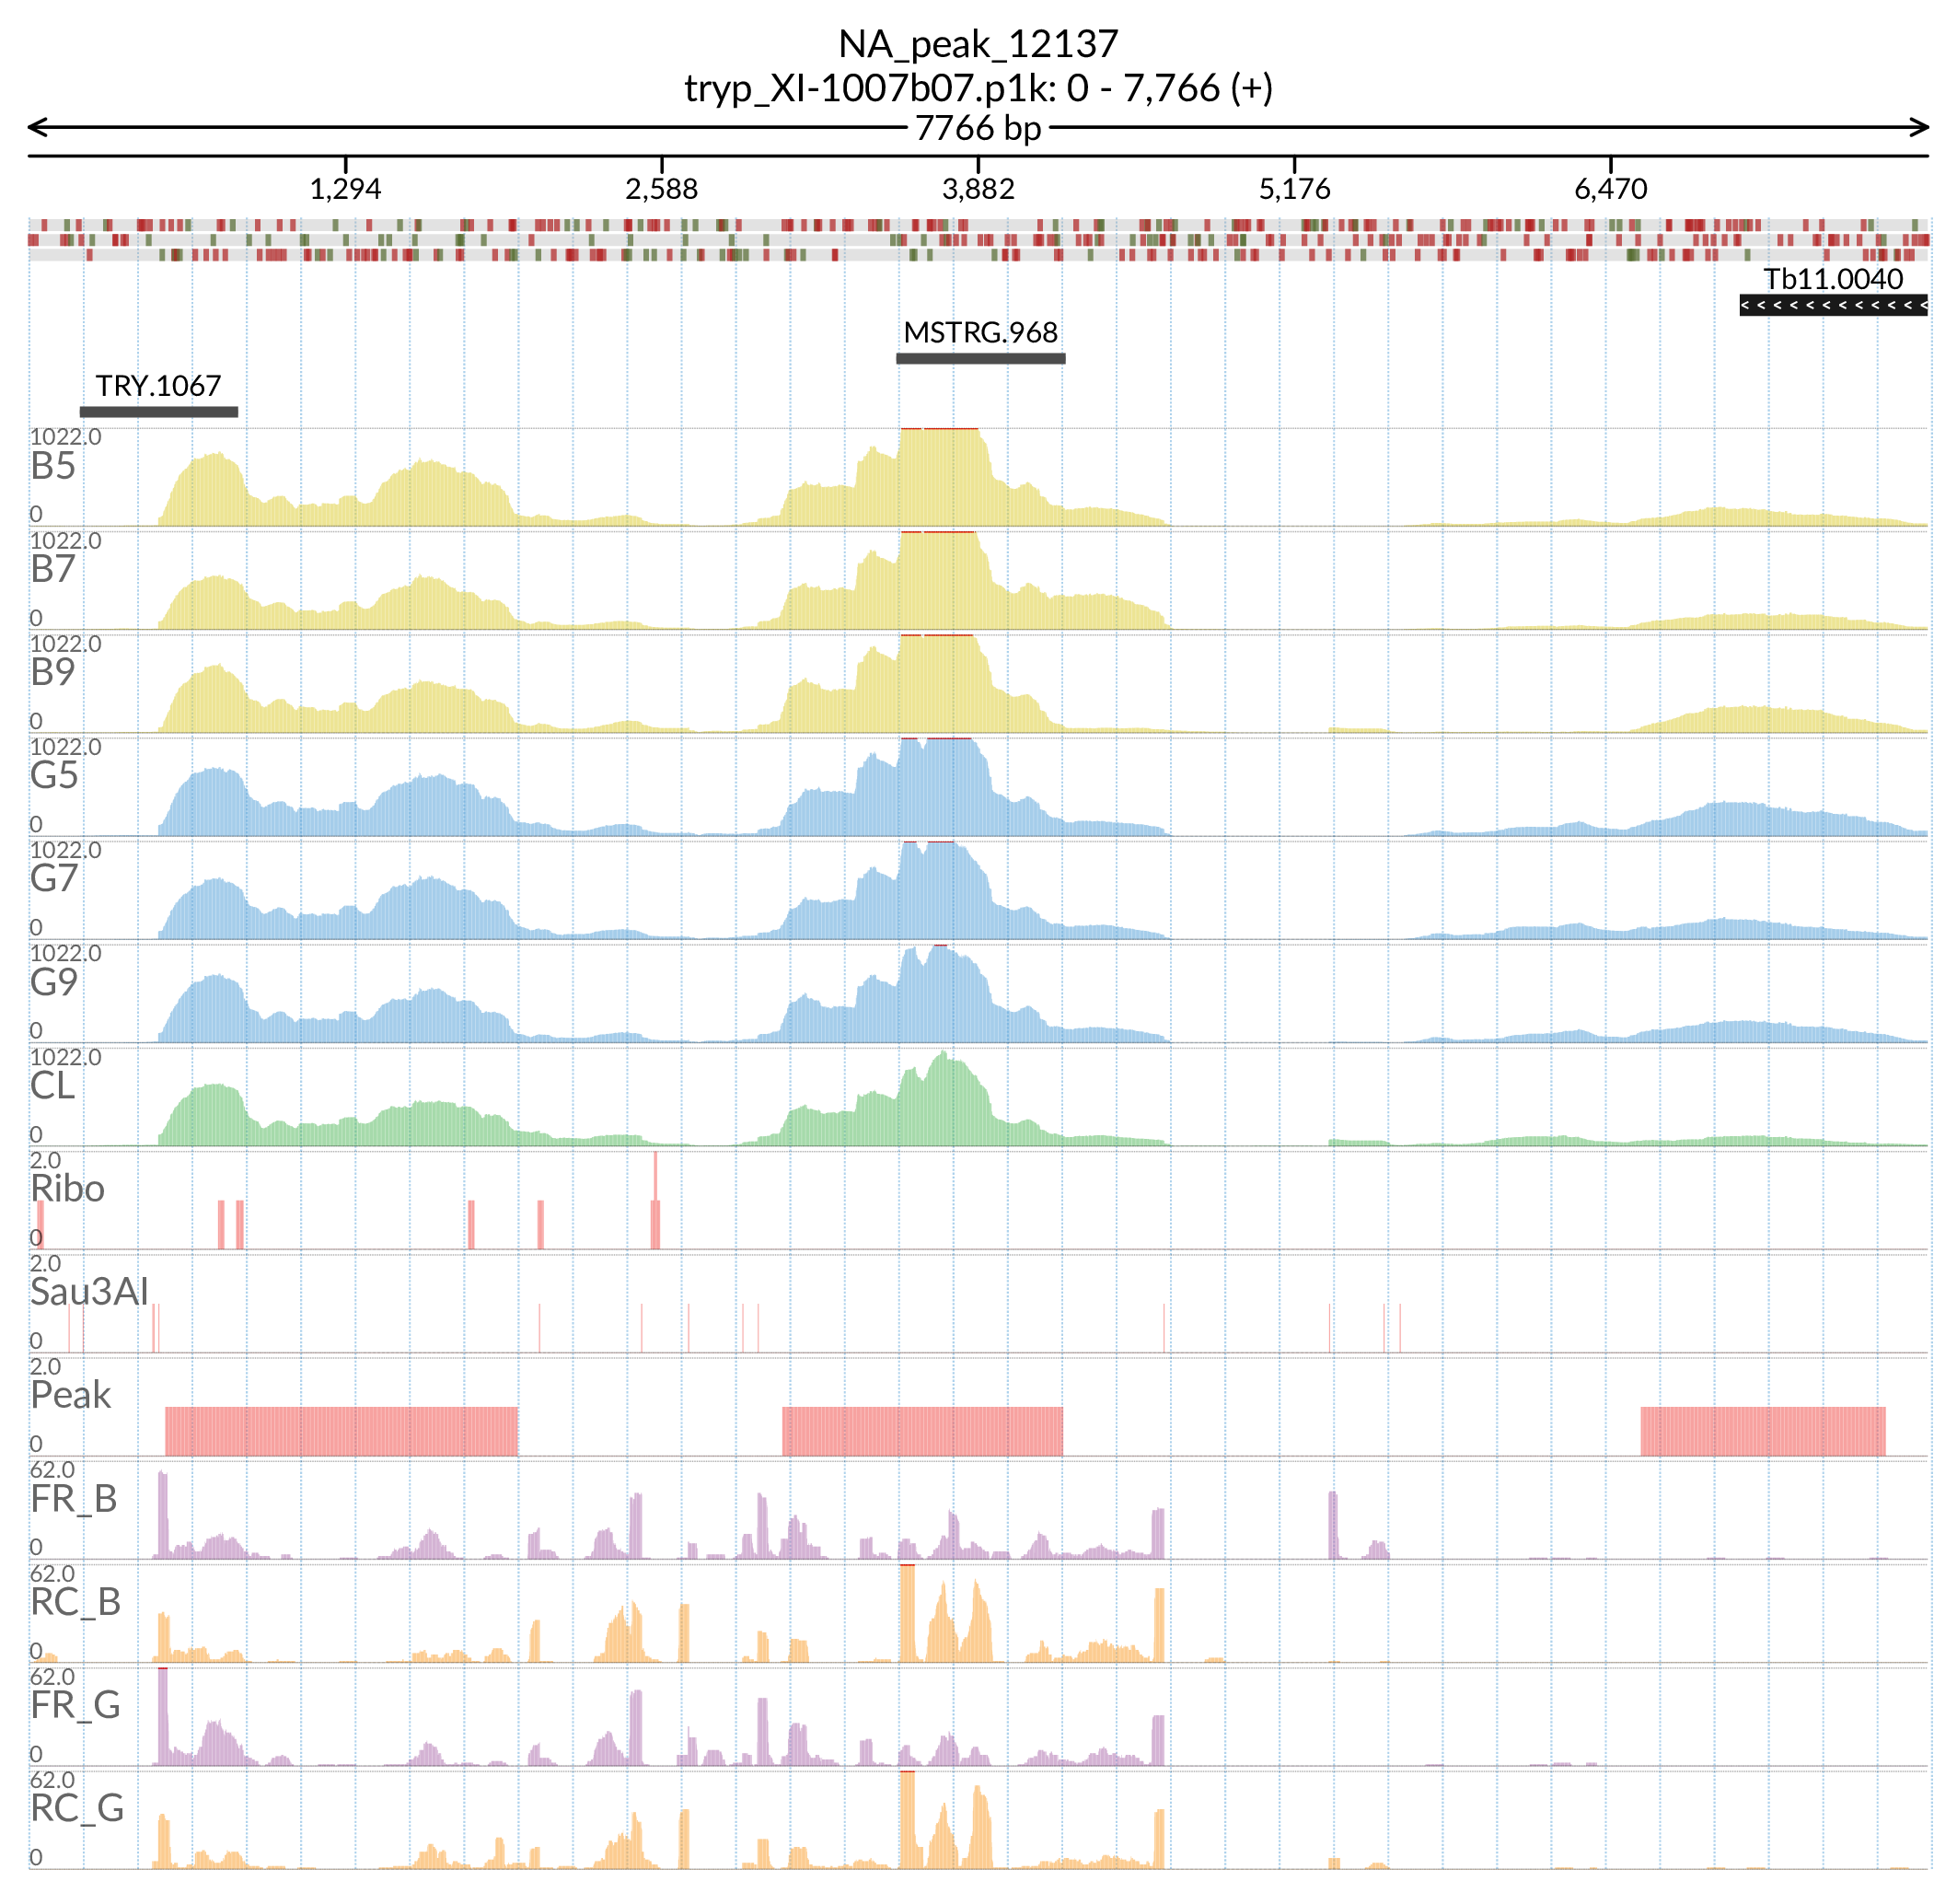 NA_peak_12137
tryp_XI-1007b07.p1k: 0 - 7,766 (+)
7766 bp
1,294 2,588 3,882 5,176 6,470
Tb11.0040
< < < < < < < < < < < <
MSTRG.968
TRY.1067
1022.0
B5
0
1022.0
B7
0
1022.0
B9
0
1022.0
G5
0
1022.0
G7
0
1022.0
G9
0
1022.0
CL
0
2.0
Ribo
0
2.0
Sau3AI
0
2.0
Peak
0
62.0
FR_B
0
62.0
RC_B
0
62.0
FR_G
0
62.0
RC_G
0